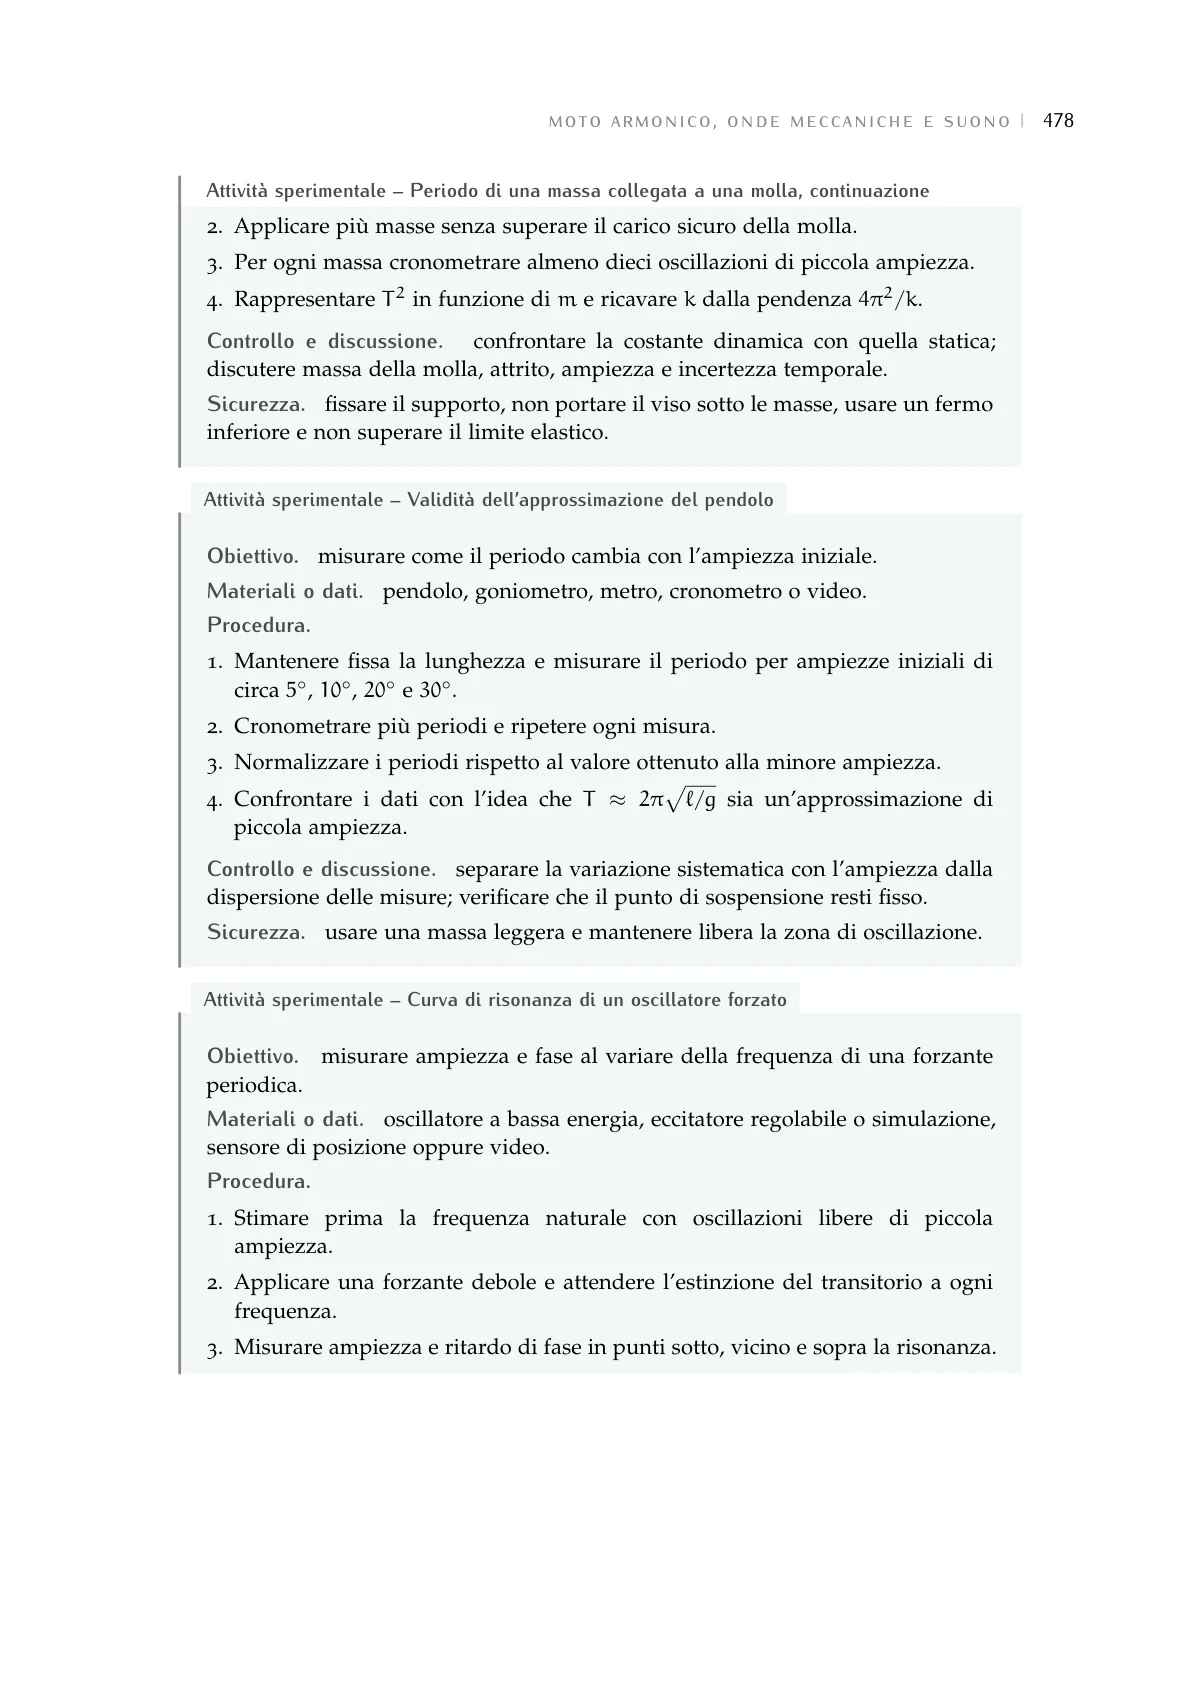 MOTO ARMONICO, ONDE MECCANICHE E SUONO | 478
Attività sperimentale – Periodo di una massa collegata a una molla, continuazione
2. Applicare più masse senza superare il carico sicuro della molla.
3. Per ogni massa cronometrare almeno dieci oscillazioni di piccola ampiezza.
4. Rappresentare T² in funzione di m e ricavare k dalla pendenza 4π²/k.
Controllo e discussione. confrontare la costante dinamica con quella statica;
discutere massa della molla, attrito, ampiezza e incertezza temporale.
Sicurezza. fissare il supporto, non portare il viso sotto le masse, usare un fermo
inferiore e non superare il limite elastico.
Attività sperimentale – Validità dell'approssimazione del pendolo
Obiettivo. misurare come il periodo cambia con l'ampiezza iniziale.
Materiali o dati. pendolo, goniometro, metro, cronometro o video.
Procedura.
1. Mantenere fissa la lunghezza e misurare il periodo per ampiezze iniziali di
circa 5°, 10°, 20° e 30°.
2. Cronometrare più periodi e ripetere ogni misura.
3. Normalizzare i periodi rispetto al valore ottenuto alla minore ampiezza.
4. Confrontare i dati con l'idea che T ≈ 2π√ℓ/g sia un'approssimazione di
piccola ampiezza.
Controllo e discussione. separare la variazione sistematica con l'ampiezza dalla
dispersione delle misure; verificare che il punto di sospensione resti fisso.
Sicurezza. usare una massa leggera e mantenere libera la zona di oscillazione.
Attività sperimentale – Curva di risonanza di un oscillatore forzato
Obiettivo. misurare ampiezza e fase al variare della frequenza di una forzante
periodica.
Materiali o dati. oscillatore a bassa energia, eccitatore regolabile o simulazione,
sensore di posizione oppure video.
Procedura.
1. Stimare prima la frequenza naturale con oscillazioni libere di piccola
ampiezza.
2. Applicare una forzante debole e attendere l'estinzione del transitorio a ogni
frequenza.
3. Misurare ampiezza e ritardo di fase in punti sotto, vicino e sopra la risonanza.